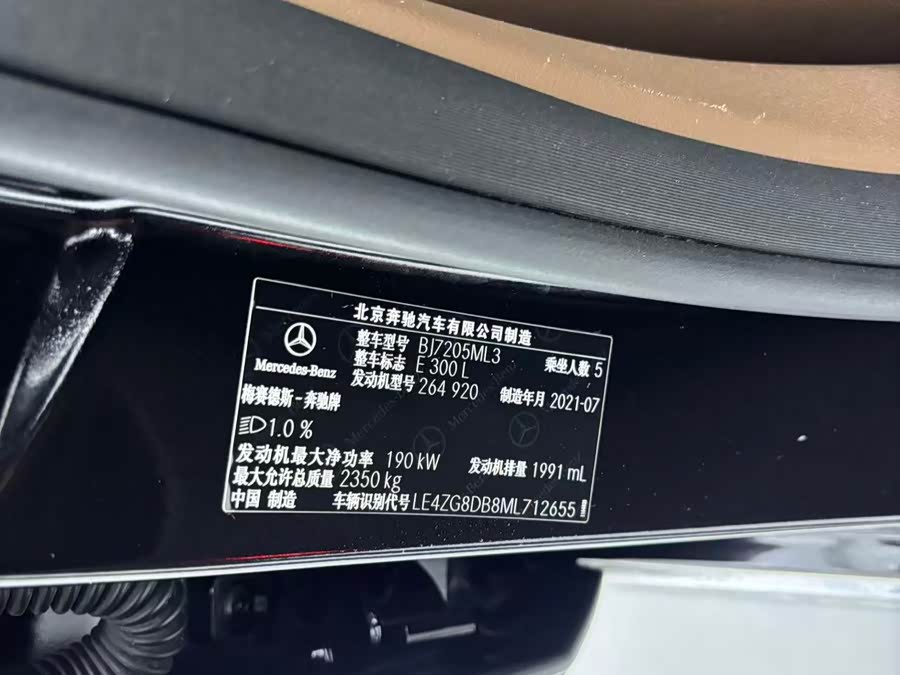 北京奔驰汽车有限公司制造
Mercedes-Benz
整车型号 BJ7205ML3
整车标志 E 300 L
乘坐人数 5
发动机型号 264 920
制造年月 2021-07
梅赛德斯-奔驰牌
1.0 %
发动机最大净功率 190 kW 发动机排量 1991 mL
最大允许总质量 2350 kg
中国 制造 车辆识别代号 LE4ZG8DB8ML712655